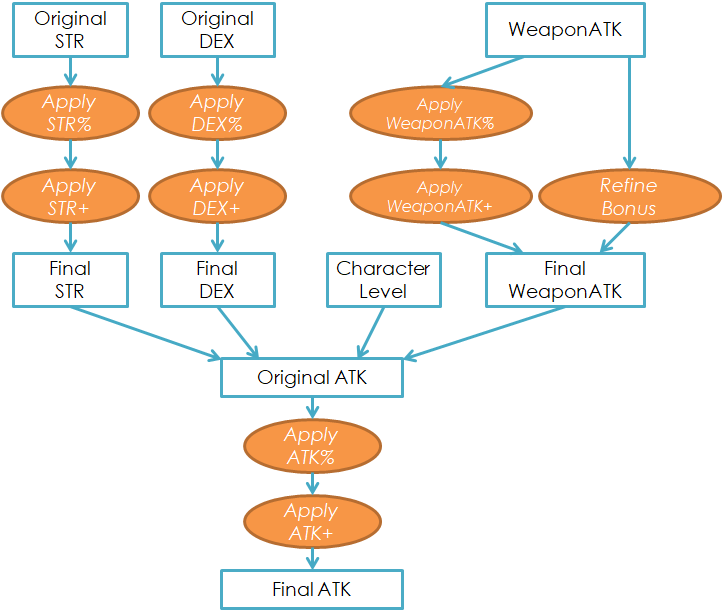 Original
STR
Original
DEX
WeaponATK
Apply
STR%
Apply
DEX%
Apply
WeaponATK%
Apply
STR+
Apply
DEX+
Apply
WeaponATK+
Refine
Bonus
Final
STR
Final
DEX
Character
Level
Final
WeaponATK
Original ATK
Apply
ATK%
Apply
ATK+
Final ATK